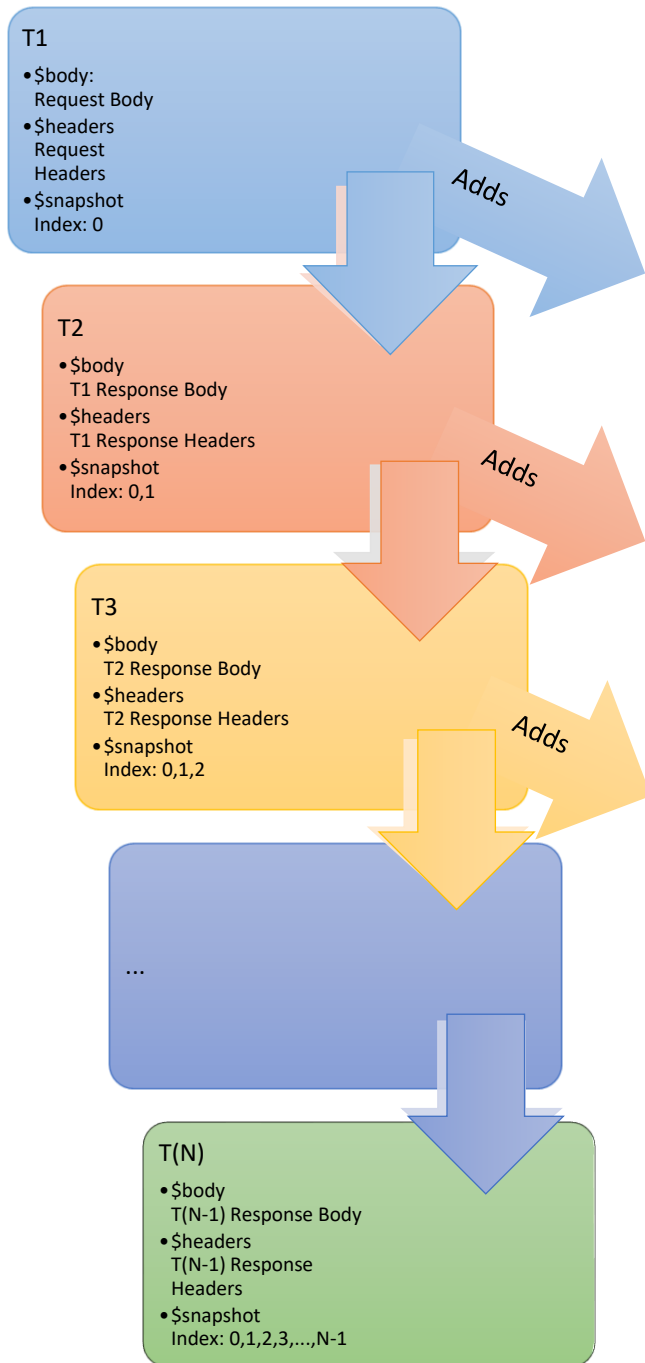 T1
•$body:
Request Body
•$headers
Request
Headers
•$snapshot
Index: 0
Adds
T2
•$body
T1 Response Body
•$headers
T1 Response Headers
•$snapshot
Index: 0,1
Adds
T3
•$body
T2 Response Body
•$headers
T2 Response Headers
•$snapshot
Index: 0,1,2
Adds
...
T(N)
•$body
T(N-1) Response Body
•$headers
T(N-1) Response
Headers
•$snapshot
Index: 0,1,2,3,...,N-1